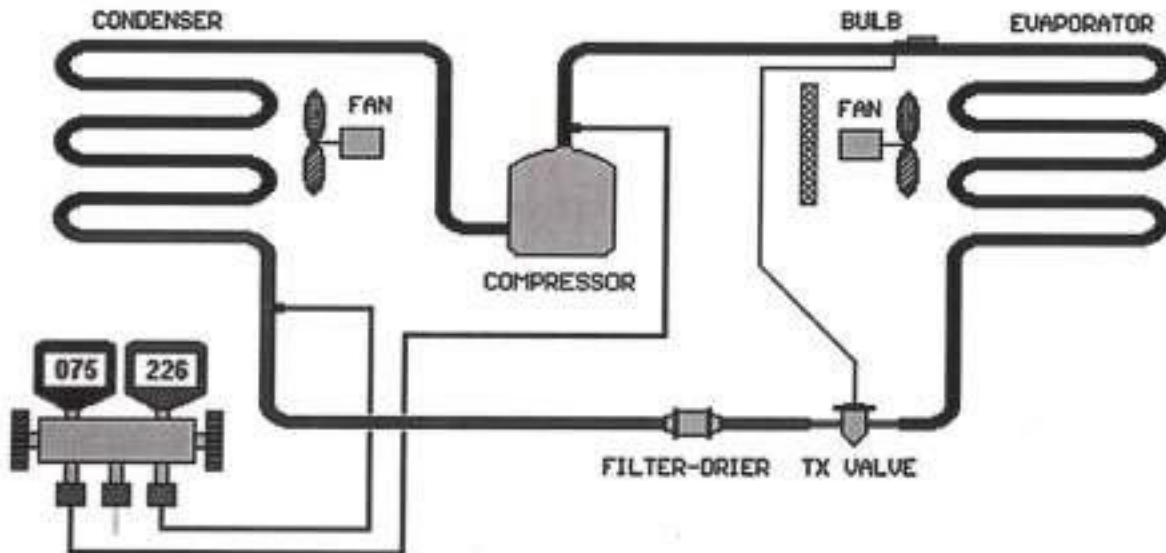 CONDENSER
BULB
EVAPORATOR
FAN
FAN
COMPRESSOR
075
226
FILTER-DRIER
TX VALVE